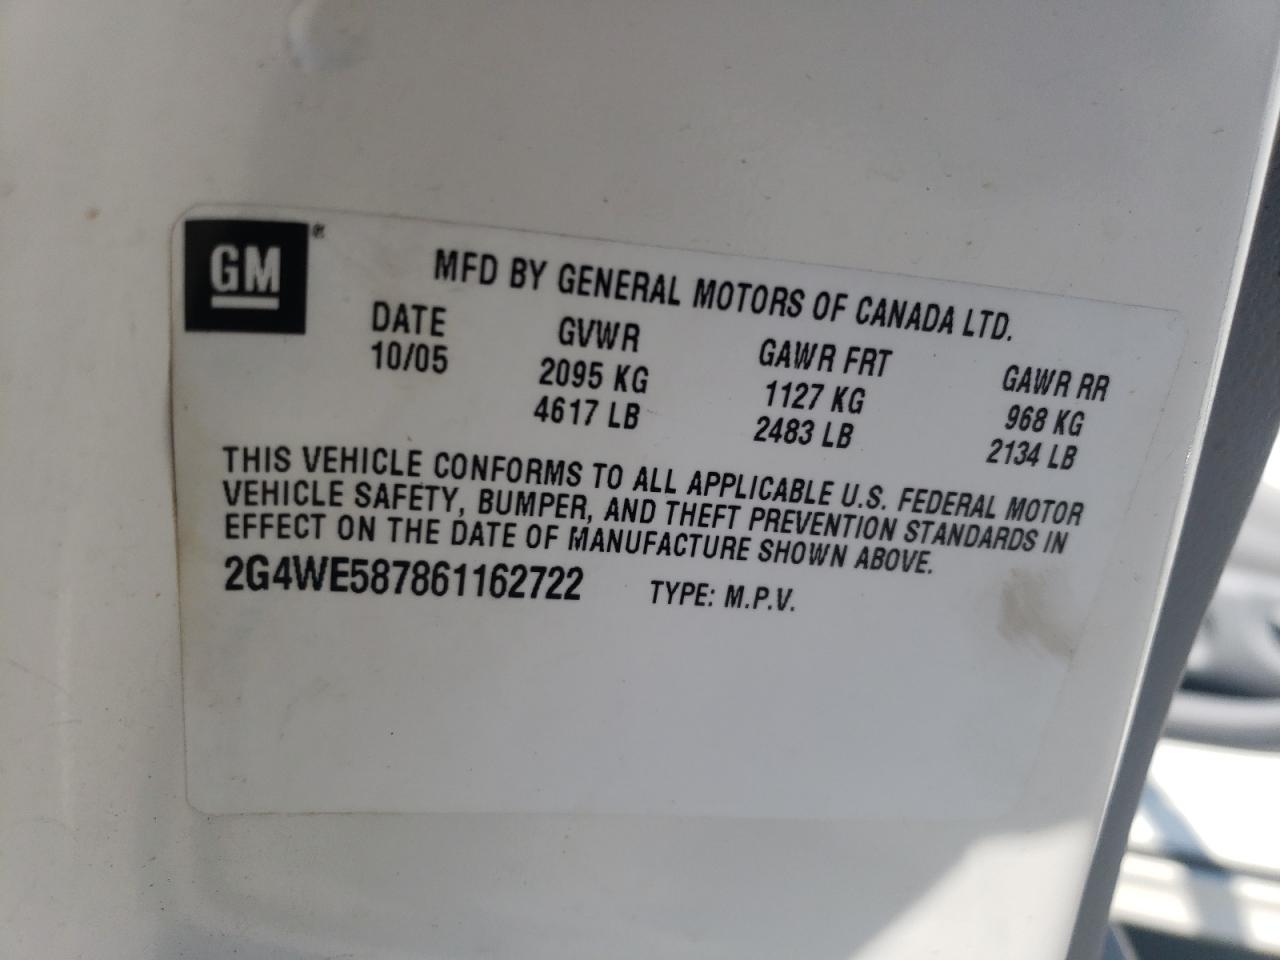 GM ®
MFD BY GENERAL MOTORS OF CANADA LTD.
DATE GVWR GAWR FRT GAWR RR
10/05 2095 KG 1127 KG 968 KG
4617 LB 2483 LB 2134 LB
THIS VEHICLE CONFORMS TO ALL APPLICABLE U.S. FEDERAL MOTOR
VEHICLE SAFETY, BUMPER, AND THEFT PREVENTION STANDARDS IN
EFFECT ON THE DATE OF MANUFACTURE SHOWN ABOVE.
2G4WE587861162722 TYPE: M.P.V.